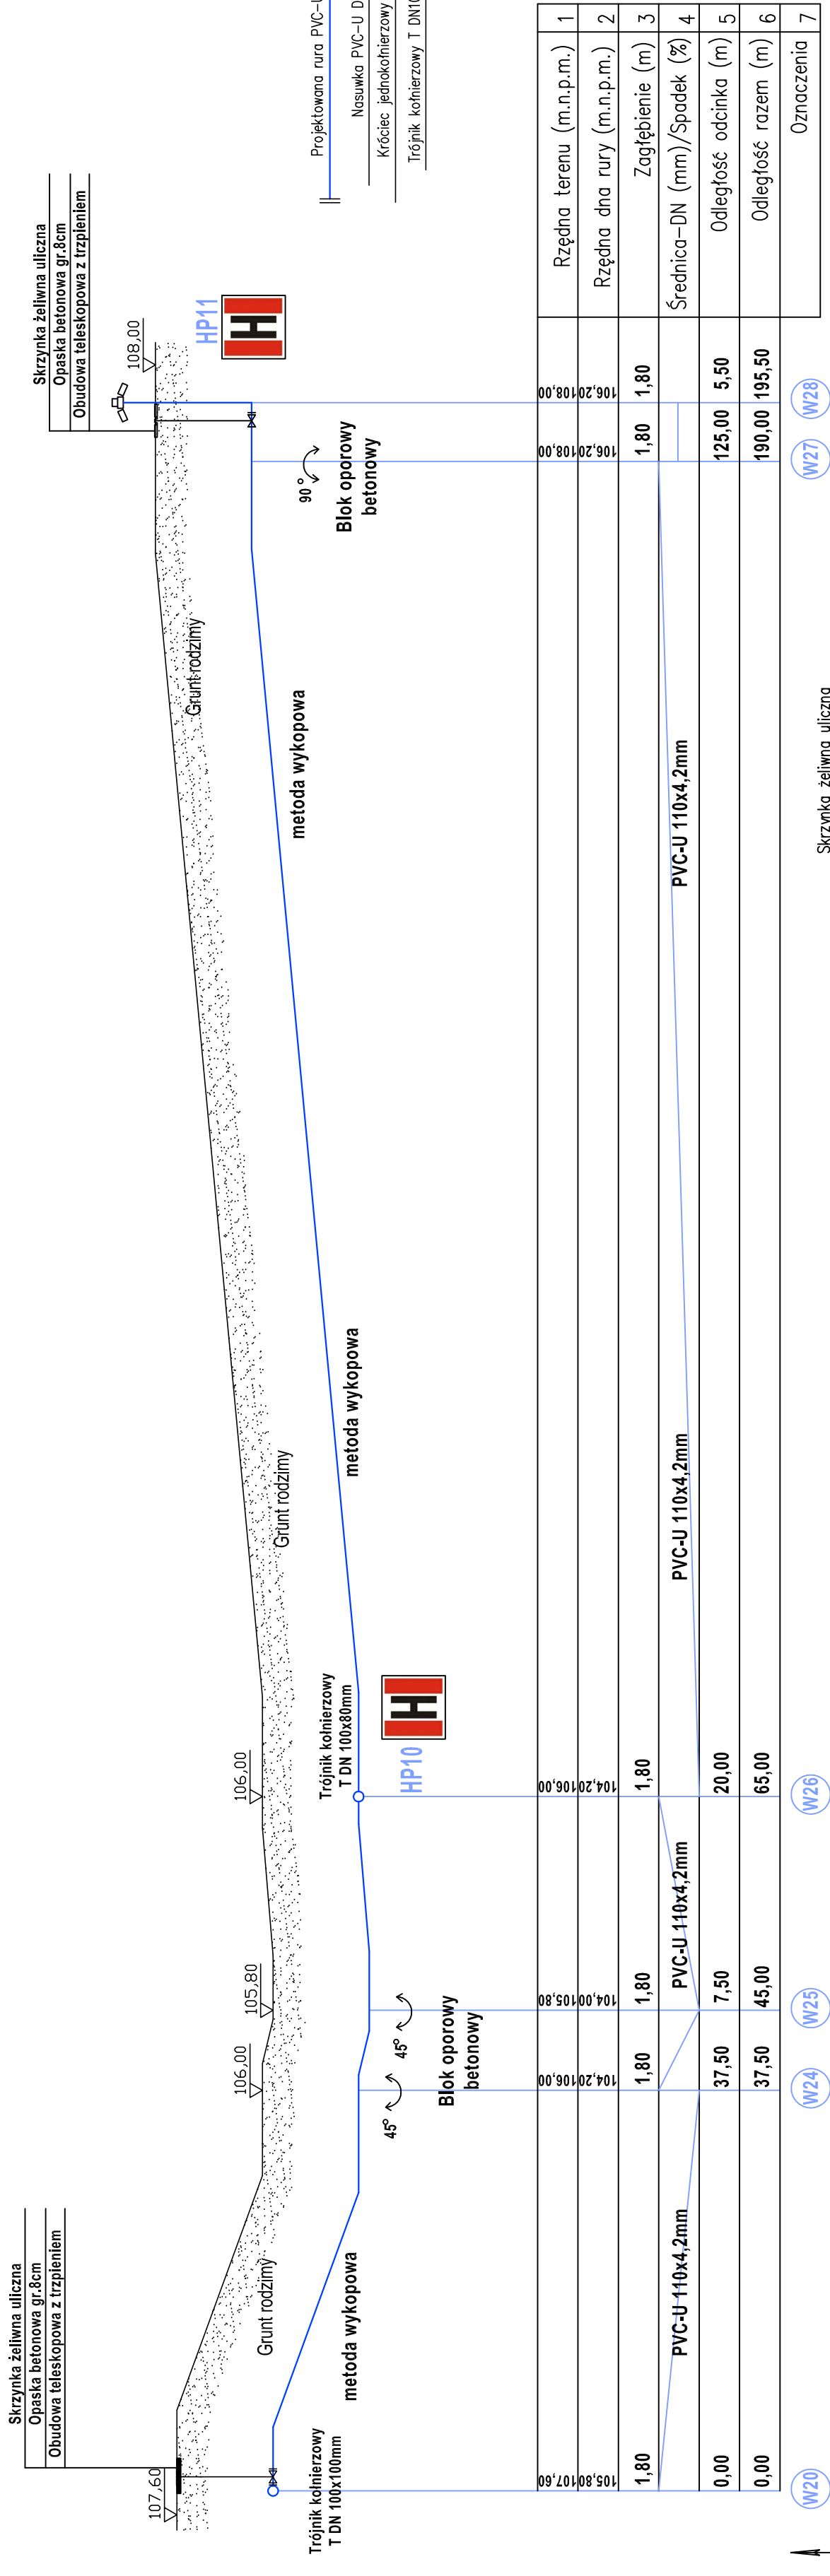 Skrzynka żeliwna uliczna
Opaska betonowa gr.8cm
Obudowa teleskopowa z trzpieniem
107,60
Trójnik kołnierzowy
T DN 100x100mm
Grunt rodzimy
metoda wykopowa
106,00
45°
105,80
45°
Blok oporowy
betonowy
106,00
Trójnik kołnierzowy
T DN 100x80mm
HP10
H
Grunt rodzimy
metoda wykopowa
metoda wykopowa
Grunt rodzimy
90°
Blok oporowy
betonowy
Skrzynka żeliwna uliczna
Opaska betonowa gr.8cm
Obudowa teleskopowa z trzpieniem
108,00
HP11
H
Projektowana rura PVC-U
Nasuwka PVC-U D
Króciec jednokołnierzowy
Trójnik kołnierzowy T DN10
107,60 106,00 105,80 106,00 108,00 108,00 Rzędna terenu (m.n.p.m.) 1
105,80 104,20 104,00 104,20 106,20 106,20 Rzędna dna rury (m.n.p.m.) 2
1,80 1,80 1,80 1,80 1,80 1,80 Zagłębienie (m) 3
PVC-U 110x4,2mm PVC-U 110x4,2mm PVC-U 110x4,2mm PVC-U 110x4,2mm Średnica-DN (mm)/Spadek (%) 4
0,00 37,50 7,50 20,00 125,00 5,50 Odległość odcinka (m) 5
0,00 37,50 45,00 65,00 190,00 195,50 Odległość razem (m) 6
W20 W24 W25 W26 W27 W28 Oznaczenia 7
Skrzynka żeliwna uliczna